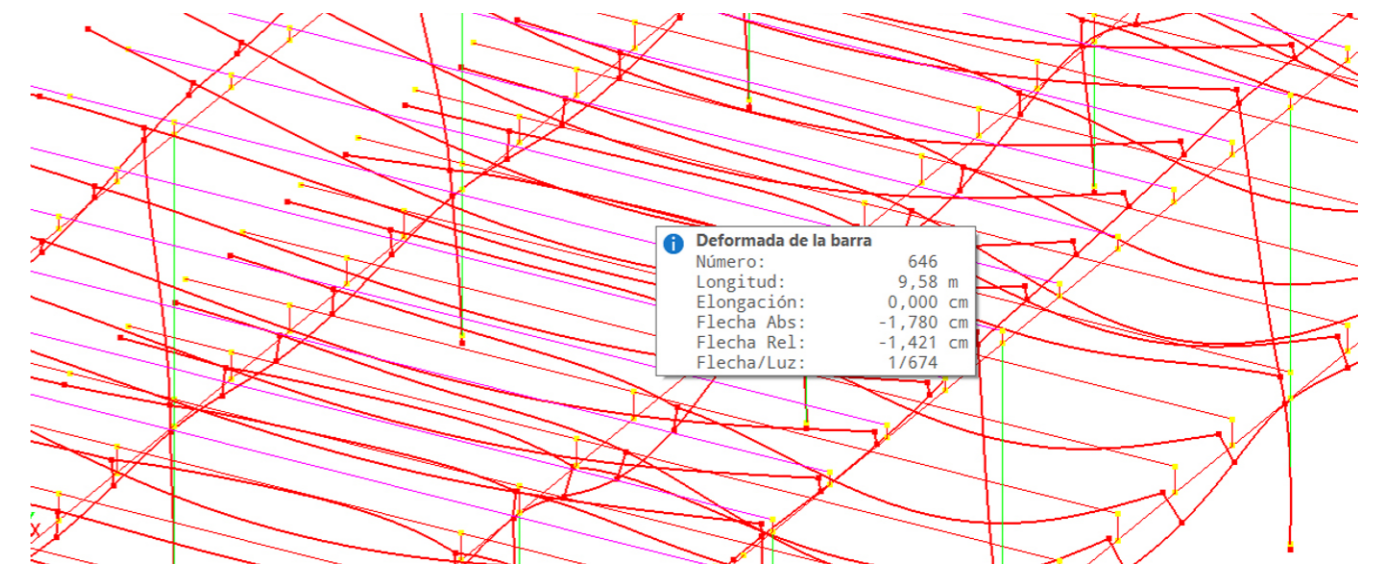 Deformada de la barra
Número: 646
Longitud: 9,58 m
Elongación: 0,000 cm
Flecha Abs: -1,780 cm
Flecha Rel: -1,421 cm
Flecha/Luz: 1/674
X